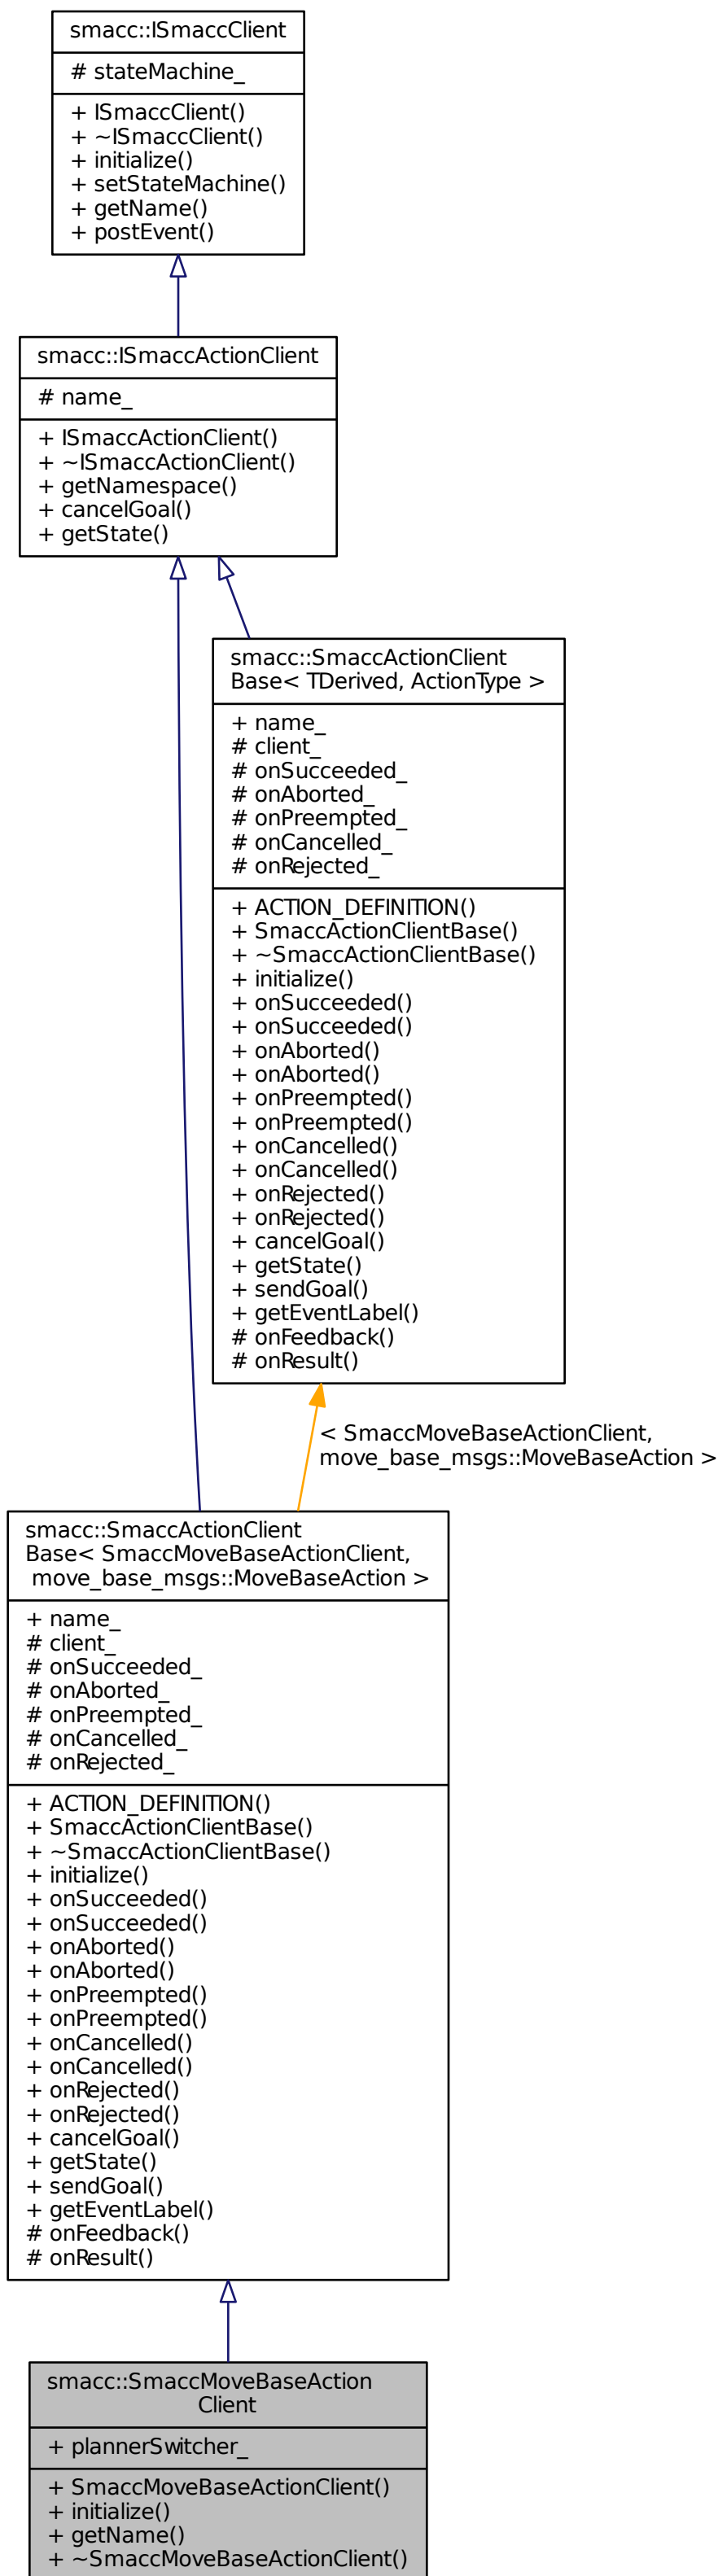 smacc::ISmaccClient
# stateMachine_
+ ISmaccClient()
+ ~ISmaccClient()
+ initialize()
+ setStateMachine()
+ getName()
+ postEvent()
smacc::ISmaccActionClient
# name_
+ ISmaccActionClient()
+ ~ISmaccActionClient()
+ getNamespace()
+ cancelGoal()
+ getState()
smacc::SmaccActionClient
Base< TDerived, ActionType >
+ name_
# client_
# onSucceeded_
# onAborted_
# onPreempted_
# onCancelled_
# onRejected_
+ ACTION_DEFINITION()
+ SmaccActionClientBase()
+ ~SmaccActionClientBase()
+ initialize()
+ onSucceeded()
+ onSucceeded()
+ onAborted()
+ onAborted()
+ onPreempted()
+ onPreempted()
+ onCancelled()
+ onCancelled()
+ onRejected()
+ onRejected()
+ cancelGoal()
+ getState()
+ sendGoal()
+ getEventLabel()
# onFeedback()
# onResult()
< SmaccMoveBaseActionClient,
move_base_msgs::MoveBaseAction >
smacc::SmaccActionClient
Base< SmaccMoveBaseActionClient,
move_base_msgs::MoveBaseAction >
+ name_
# client_
# onSucceeded_
# onAborted_
# onPreempted_
# onCancelled_
# onRejected_
+ ACTION_DEFINITION()
+ SmaccActionClientBase()
+ ~SmaccActionClientBase()
+ initialize()
+ onSucceeded()
+ onSucceeded()
+ onAborted()
+ onAborted()
+ onPreempted()
+ onPreempted()
+ onCancelled()
+ onCancelled()
+ onRejected()
+ onRejected()
+ cancelGoal()
+ getState()
+ sendGoal()
+ getEventLabel()
# onFeedback()
# onResult()
smacc::SmaccMoveBaseAction
Client
+ plannerSwitcher_
+ SmaccMoveBaseActionClient()
+ initialize()
+ getName()
+ ~SmaccMoveBaseActionClient()